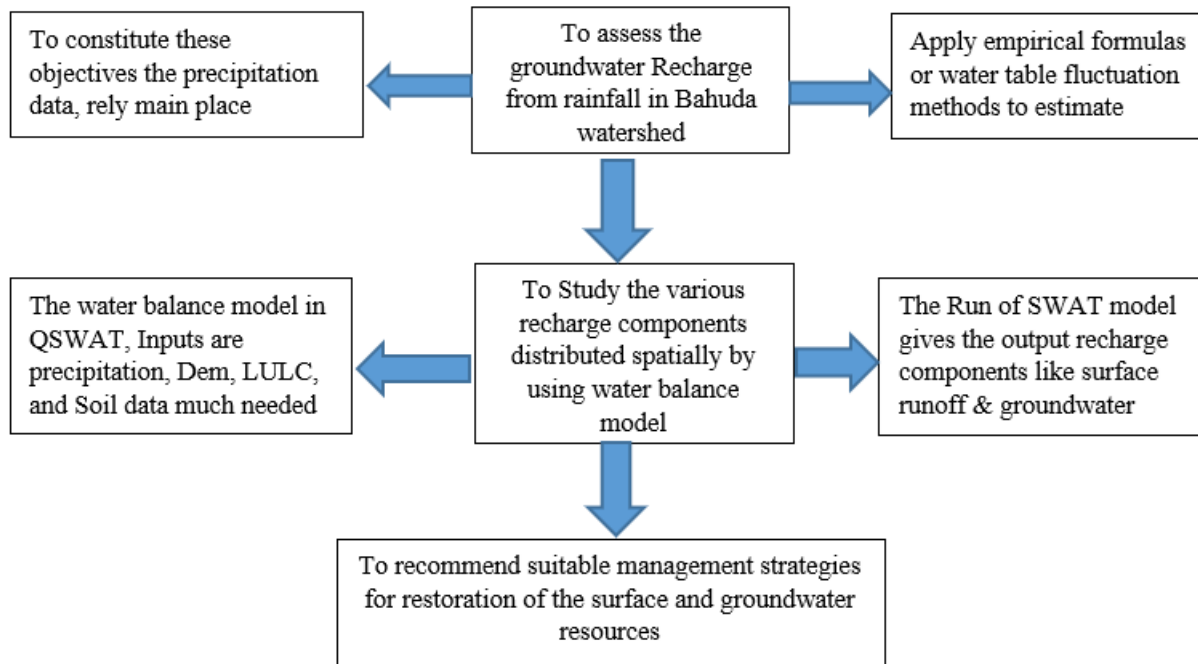 To constitute these
objectives the precipitation
data, rely main place
To assess the
groundwater Recharge
from rainfall in Bahuda
watershed
Apply empirical formulas
or water table fluctuation
methods to estimate
The water balance model in
QSWAT, Inputs are
precipitation, Dem, LULC,
and Soil data much needed
To Study the various
recharge components
distributed spatially by
using water balance
model
The Run of SWAT model
gives the output recharge
components like surface
runoff & groundwater
To recommend suitable management strategies
for restoration of the surface and groundwater
resources